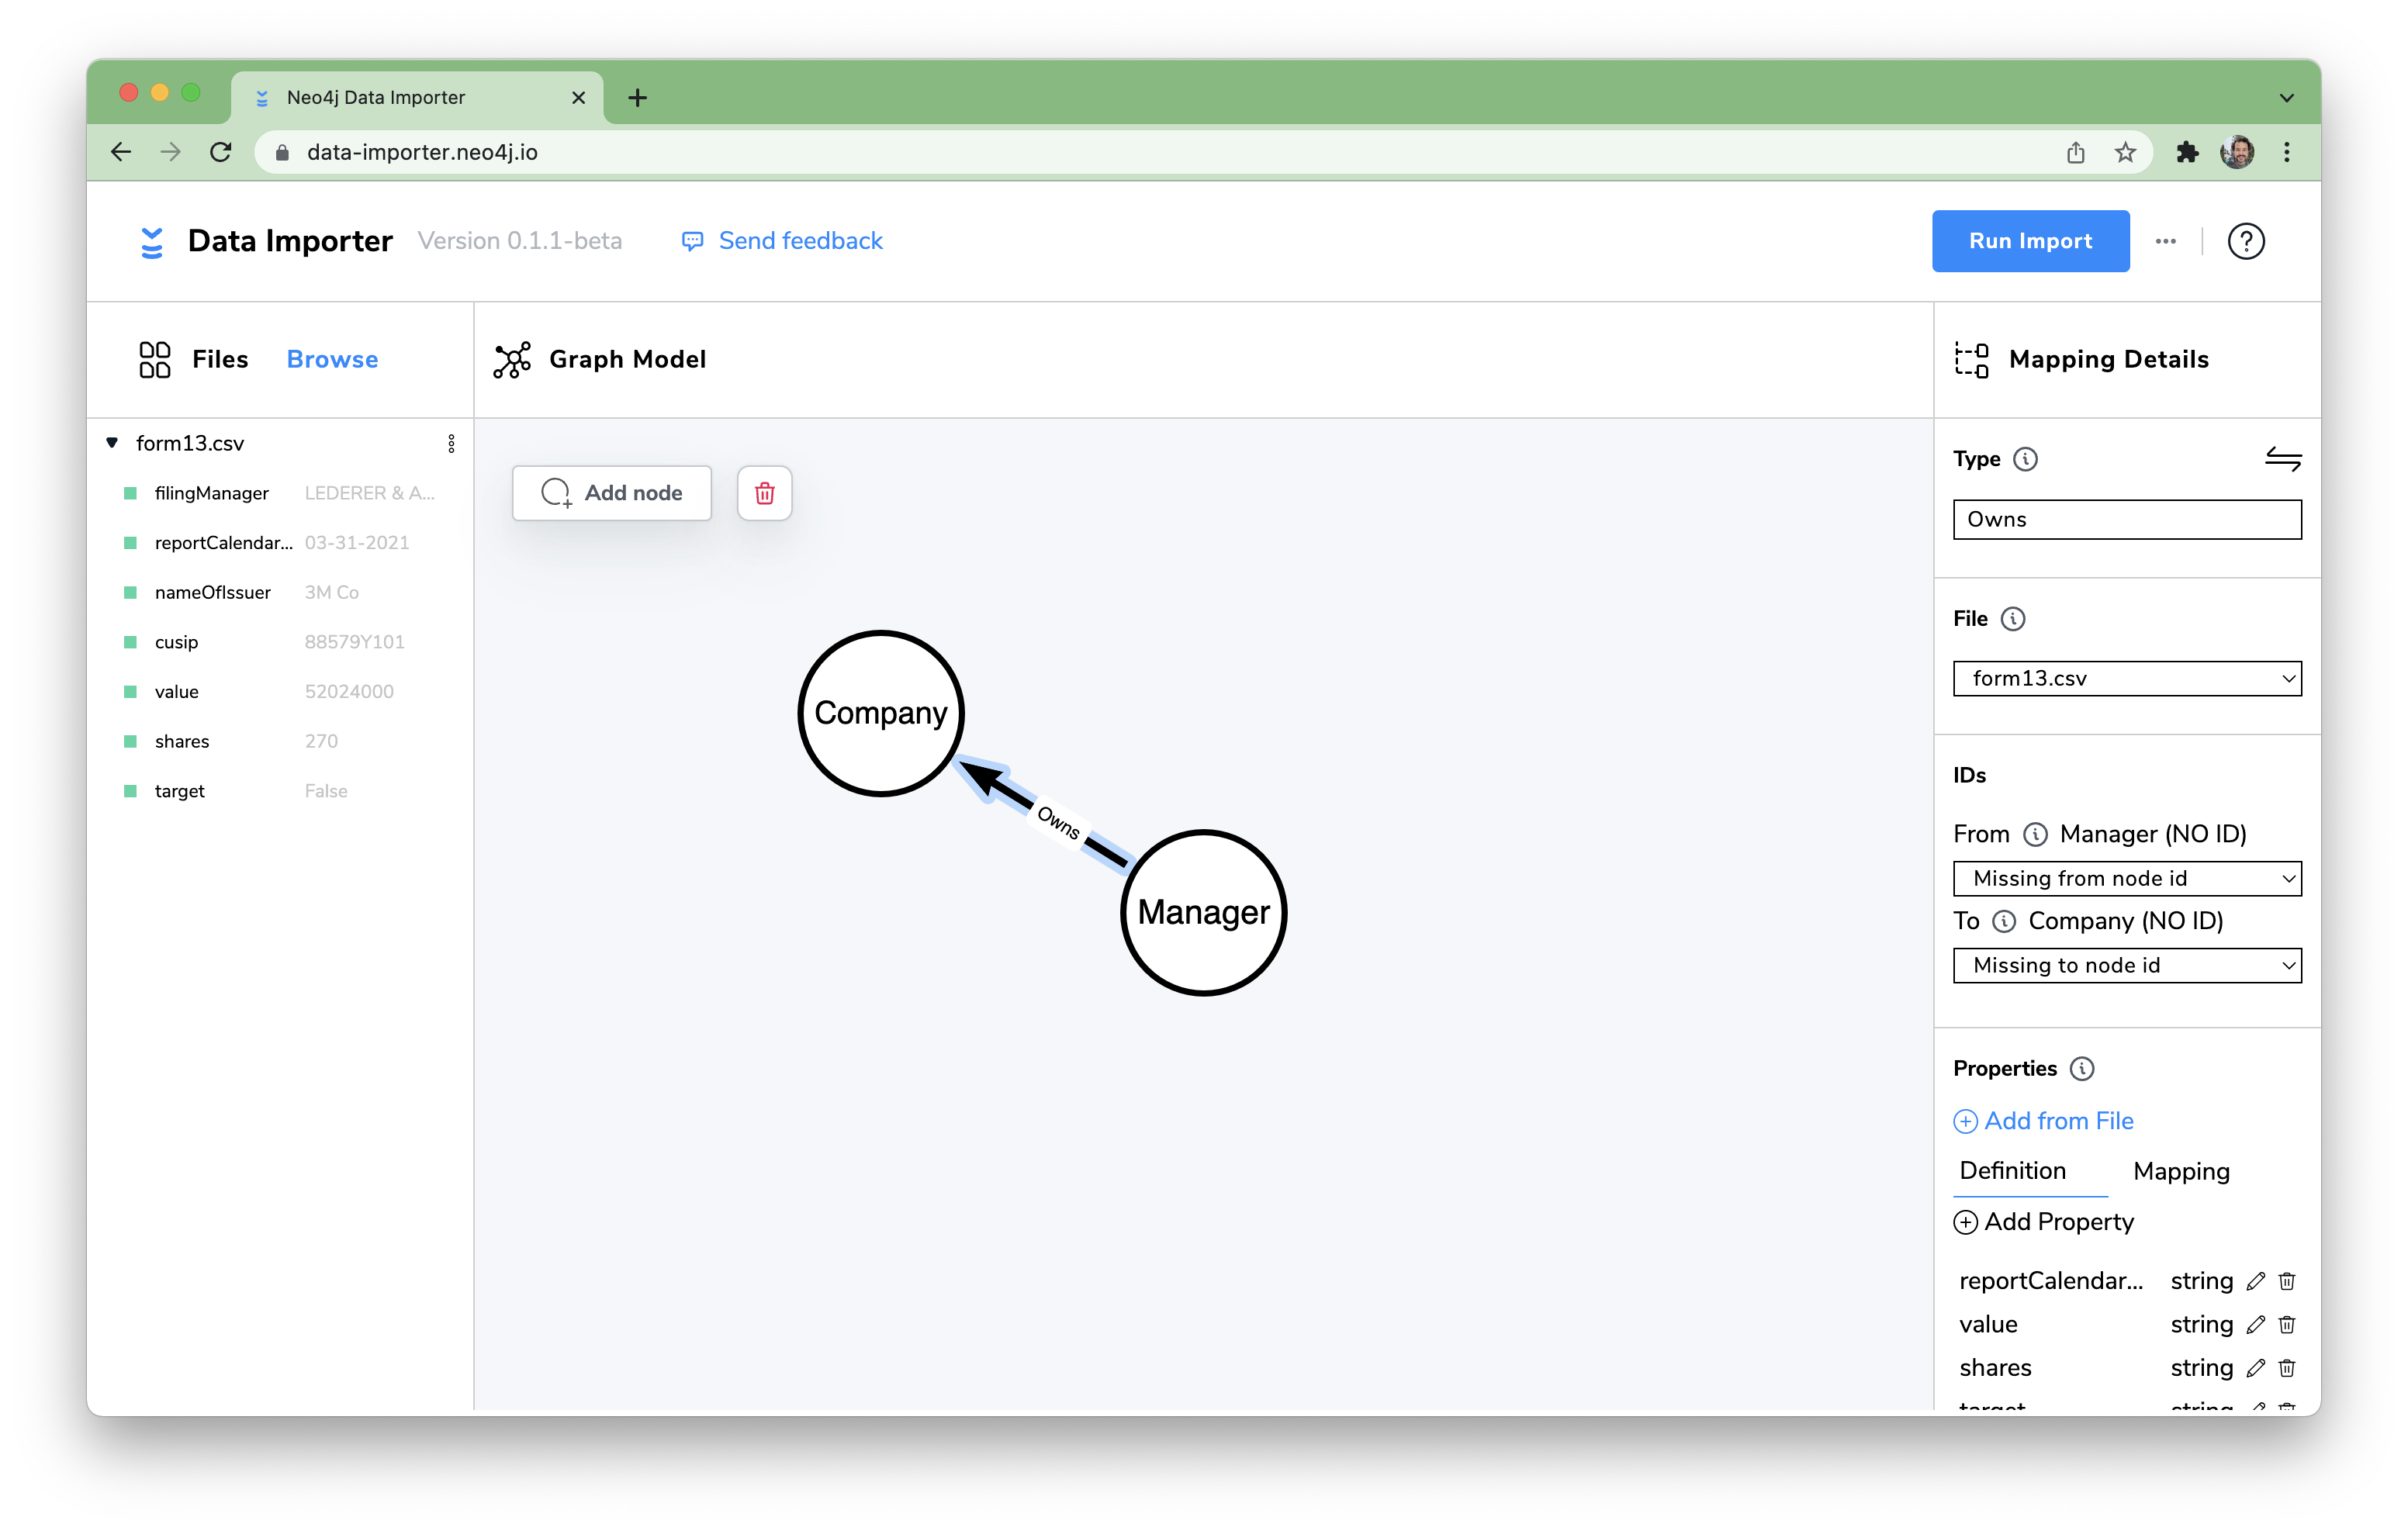 Neo4j Data Importer
data-importer.neo4j.io
Data Importer Version 0.1.1-beta Send feedback
Run Import
Files Browse
form13.csv
filingManager LEDERER & A...
reportCalendar... 03-31-2021
nameOfIssuer 3M Co
cusip 88579Y101
value 52024000
shares 270
target False
Graph Model
Add node
Company
Owns
Manager
Mapping Details
Type
Owns
File
form13.csv
IDs
From Manager (NO ID)
Missing from node id
To Company (NO ID)
Missing to node id
Properties
Add from File
Definition Mapping
Add Property
reportCalendar... string
value string
shares string
target string